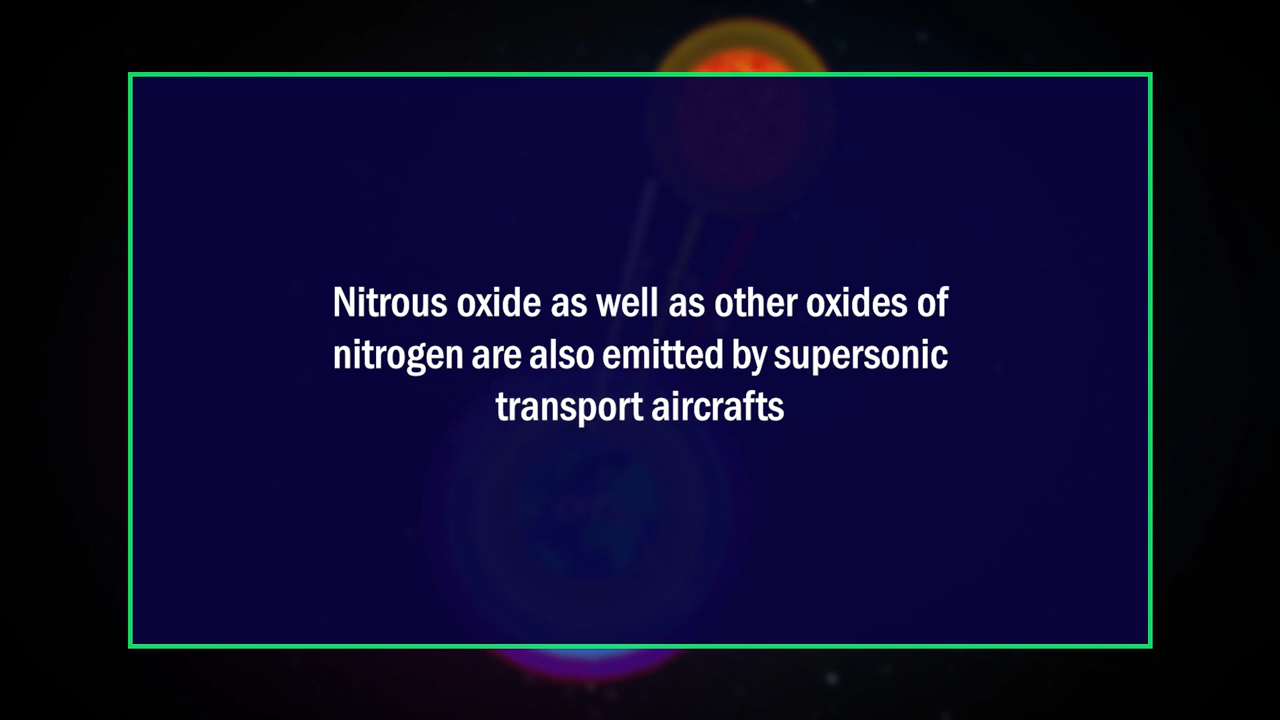 Nitrous oxide as well as other oxides of
nitrogen are also emitted by supersonic
transport aircrafts